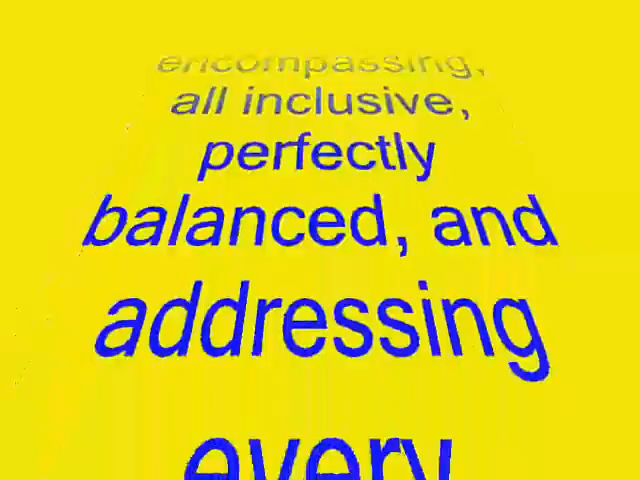 encompassing,
all inclusive,
perfectly
balanced, and
addressing
every